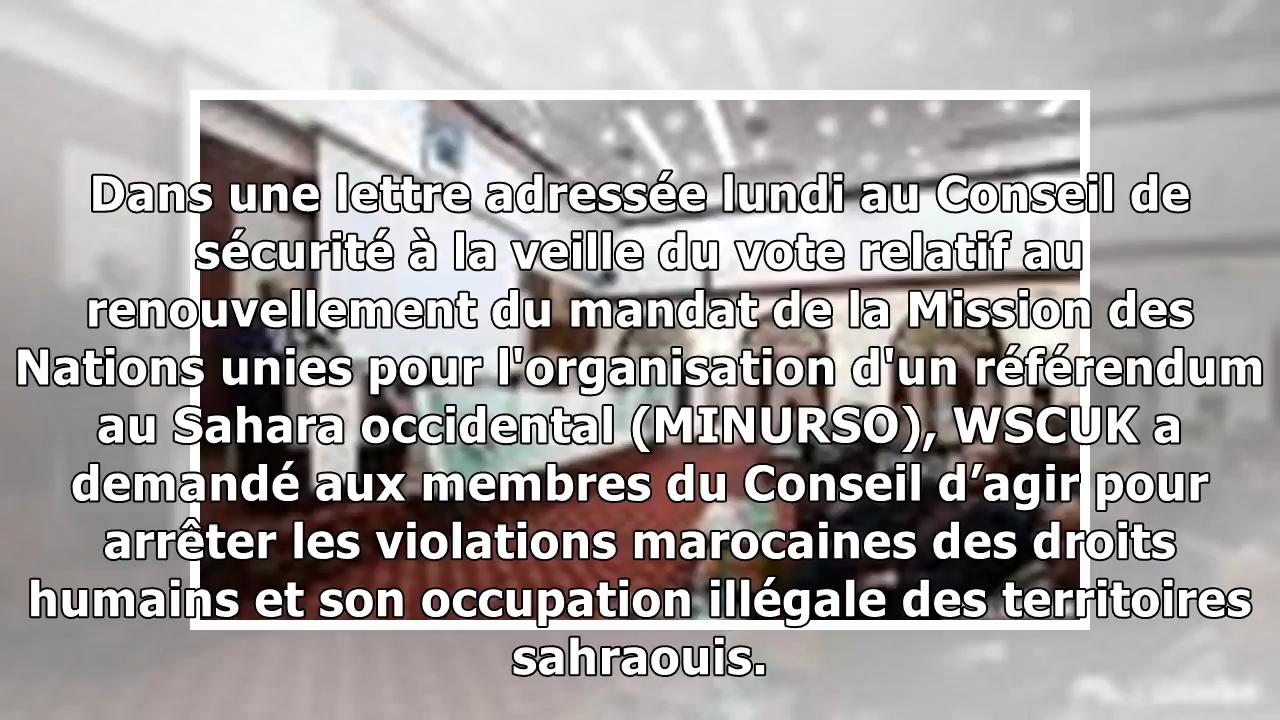 Dans une lettre adressée lundi au Conseil de
sécurité à la veille du vote relatif au
renouvellement du mandat de la Mission des
Nations unies pour l'organisation d'un référendum
au Sahara occidental (MINURSO), WSCUK a
demandé aux membres du Conseil d’agir pour
arrêter les violations marocaines des droits
humains et son occupation illégale des territoires
sahraouis.